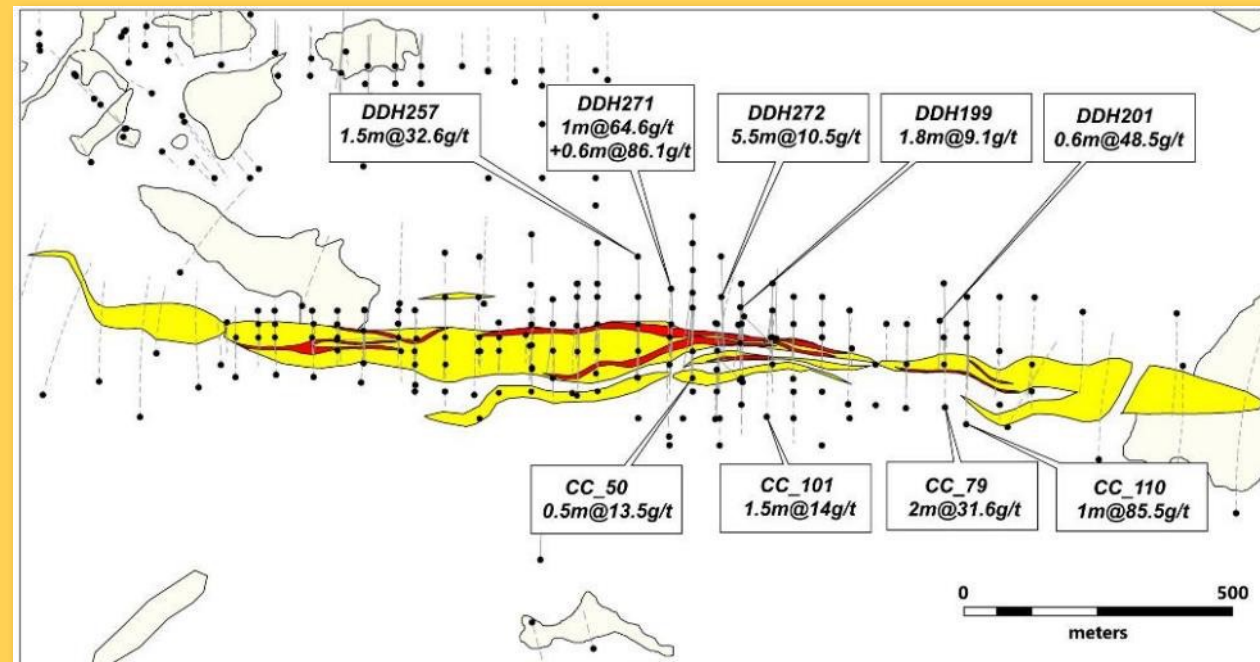 DDH257
1.5m@32.6g/t
DDH271
1m@64.6g/t
+0.6m@86.1g/t
DDH272
5.5m@10.5g/t
DDH199
1.8m@9.1g/t
DDH201
0.6m@48.5g/t
CC_50
0.5m@13.5g/t
CC_101
1.5m@14g/t
CC_79
2m@31.6g/t
CC_110
1m@85.5g/t
0 500
meters